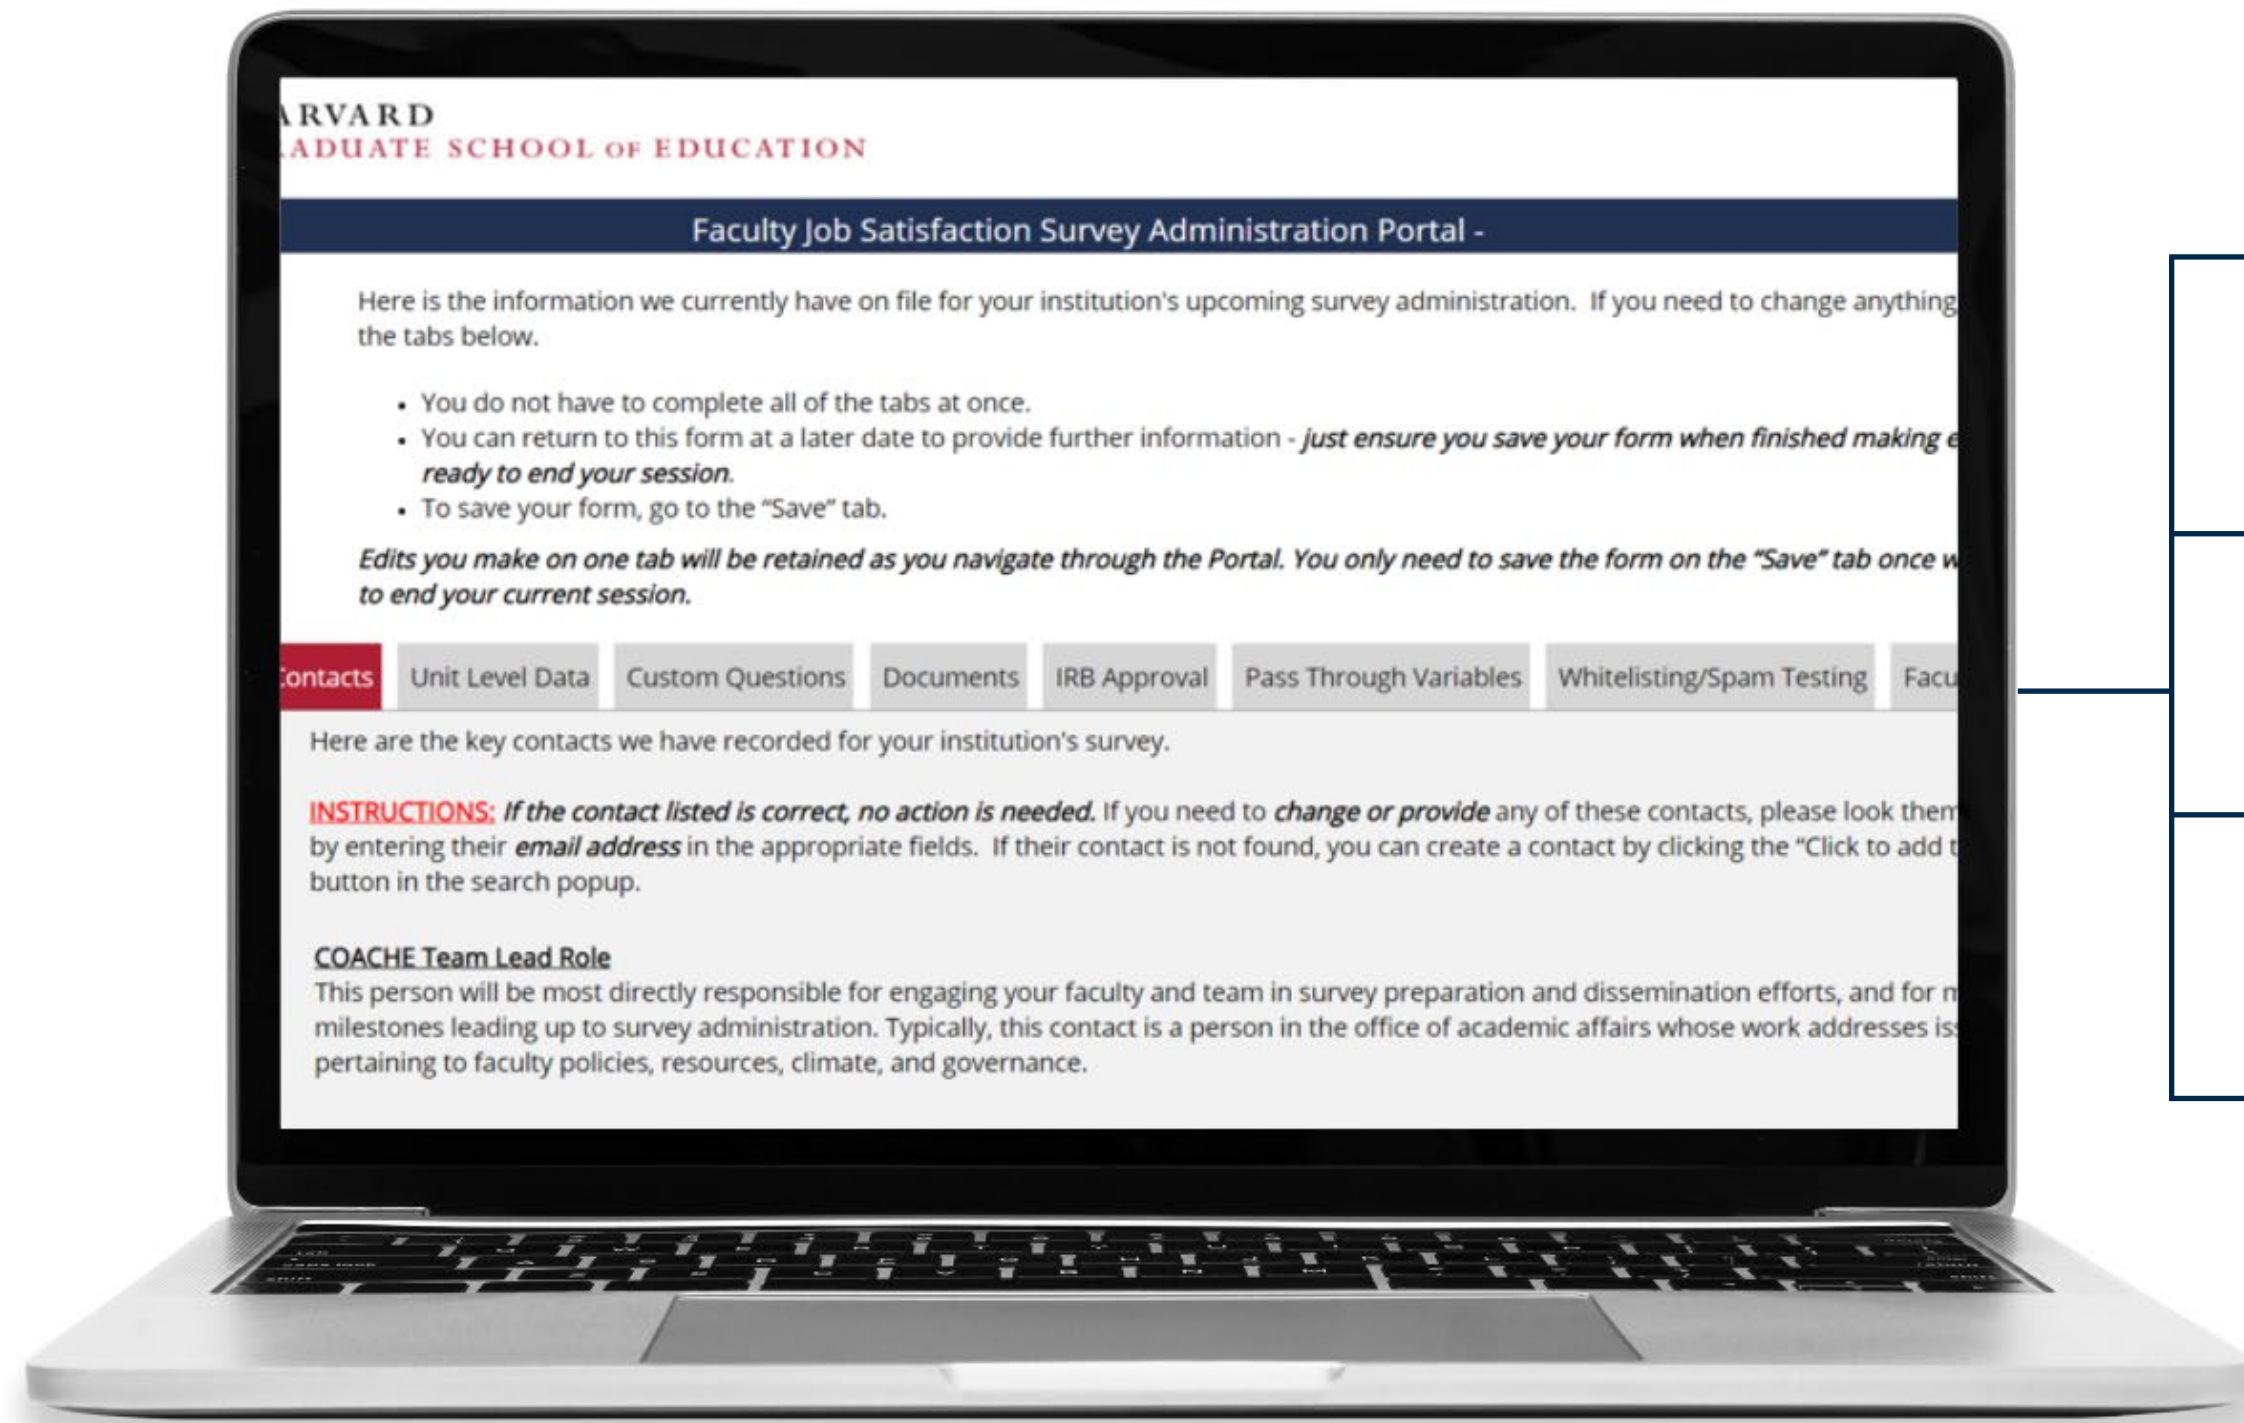 ARVARD
ADUATE SCHOOL OF EDUCATION
Faculty Job Satisfaction Survey Administration Portal -
Here is the information we currently have on file for your institution's upcoming survey administration. If you need to change anything
the tabs below.
• You do not have to complete all of the tabs at once.
• You can return to this form at a later date to provide further information - just ensure you save your form when finished making e
ready to end your session.
• To save your form, go to the “Save” tab.
Edits you make on one tab will be retained as you navigate through the Portal. You only need to save the form on the “Save” tab once w
to end your current session.
Contacts Unit Level Data Custom Questions Documents IRB Approval Pass Through Variables Whitelisting/Spam Testing Facu
Here are the key contacts we have recorded for your institution's survey.
INSTRUCTIONS: If the contact listed is correct, no action is needed. If you need to change or provide any of these contacts, please look them
by entering their email address in the appropriate fields. If their contact is not found, you can create a contact by clicking the “Click to add t
button in the search popup.
COACHE Team Lead Role
This person will be most directly responsible for engaging your faculty and team in survey preparation and dissemination efforts, and for m
milestones leading up to survey administration. Typically, this contact is a person in the office of academic affairs whose work addresses iss
pertaining to faculty policies, resources, climate, and governance.